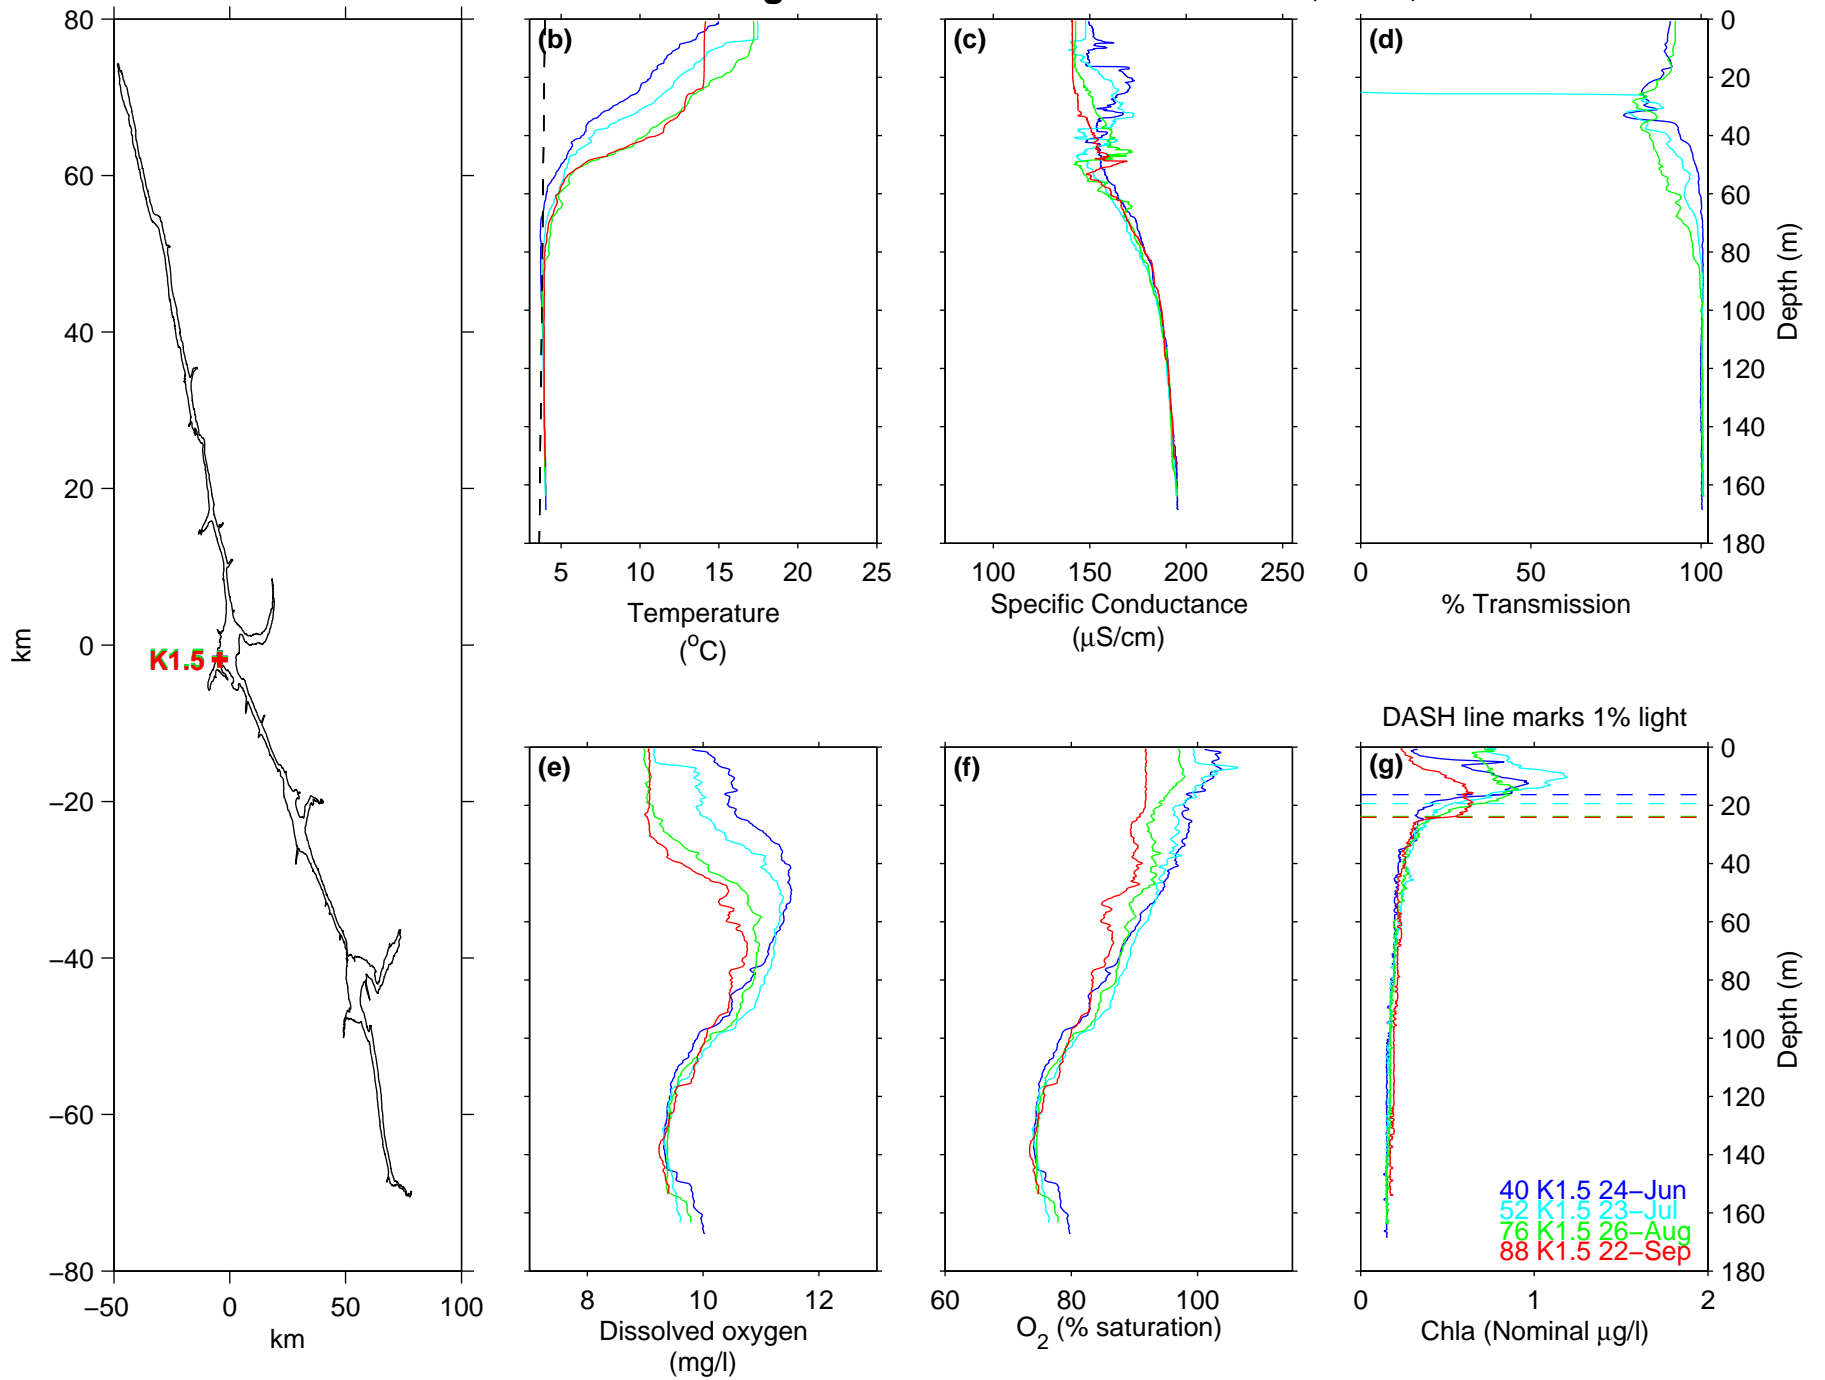 (b)
(c)
(d)
80
60
40
20
0
−20
−40
−60
−80
km
−50
0
50
100
km
K1.5
5
10
15
20
25
Temperature
(oC)
100
150
200
250
Specific Conductance
(μS/cm)
0
50
100
% Transmission
0
20
40
60
80
100
120
140
160
180
Depth (m)
DASH line marks 1% light
(e)
(f)
(g)
8
10
12
Dissolved oxygen
(mg/l)
60
80
100
O2 (% saturation)
0
1
2
Chla (Nominal μg/l)
0
20
40
60
80
100
120
140
160
180
Depth (m)
40 K1.5 24−Jun
52 K1.5 23−Jul
76 K1.5 26−Aug
88 K1.5 22−Sep